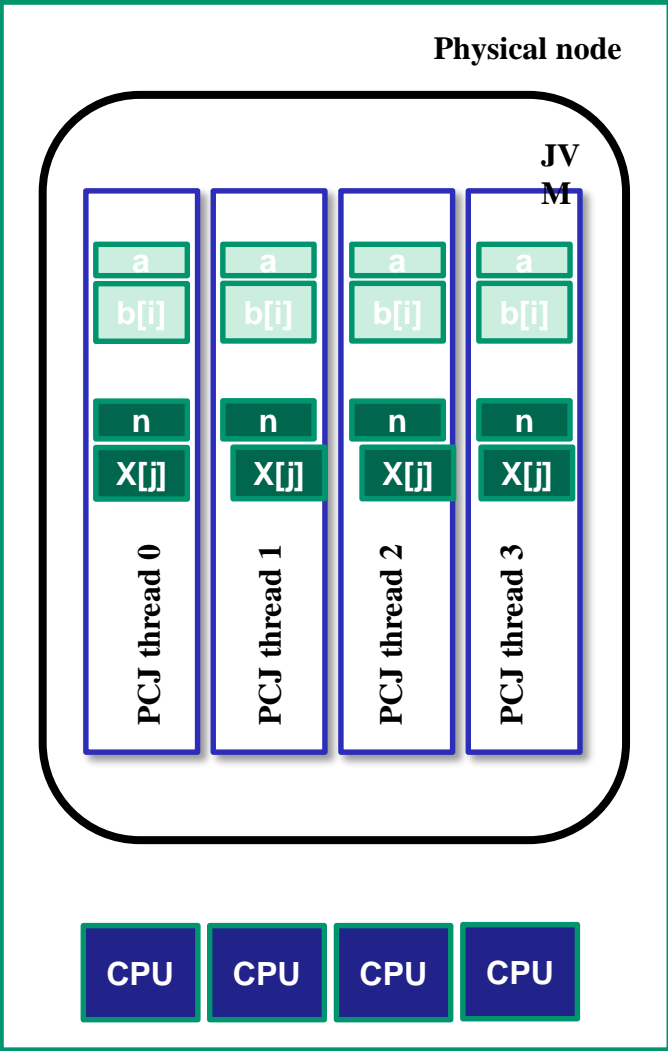 Physical node
JV
M
a a a a
b[i] b[i] b[i] b[i]
n n n n
X[j] X[j] X[j] X[j]
PCJ thread 0
PCJ thread 1
PCJ thread 2
PCJ thread 3
CPU CPU CPU CPU